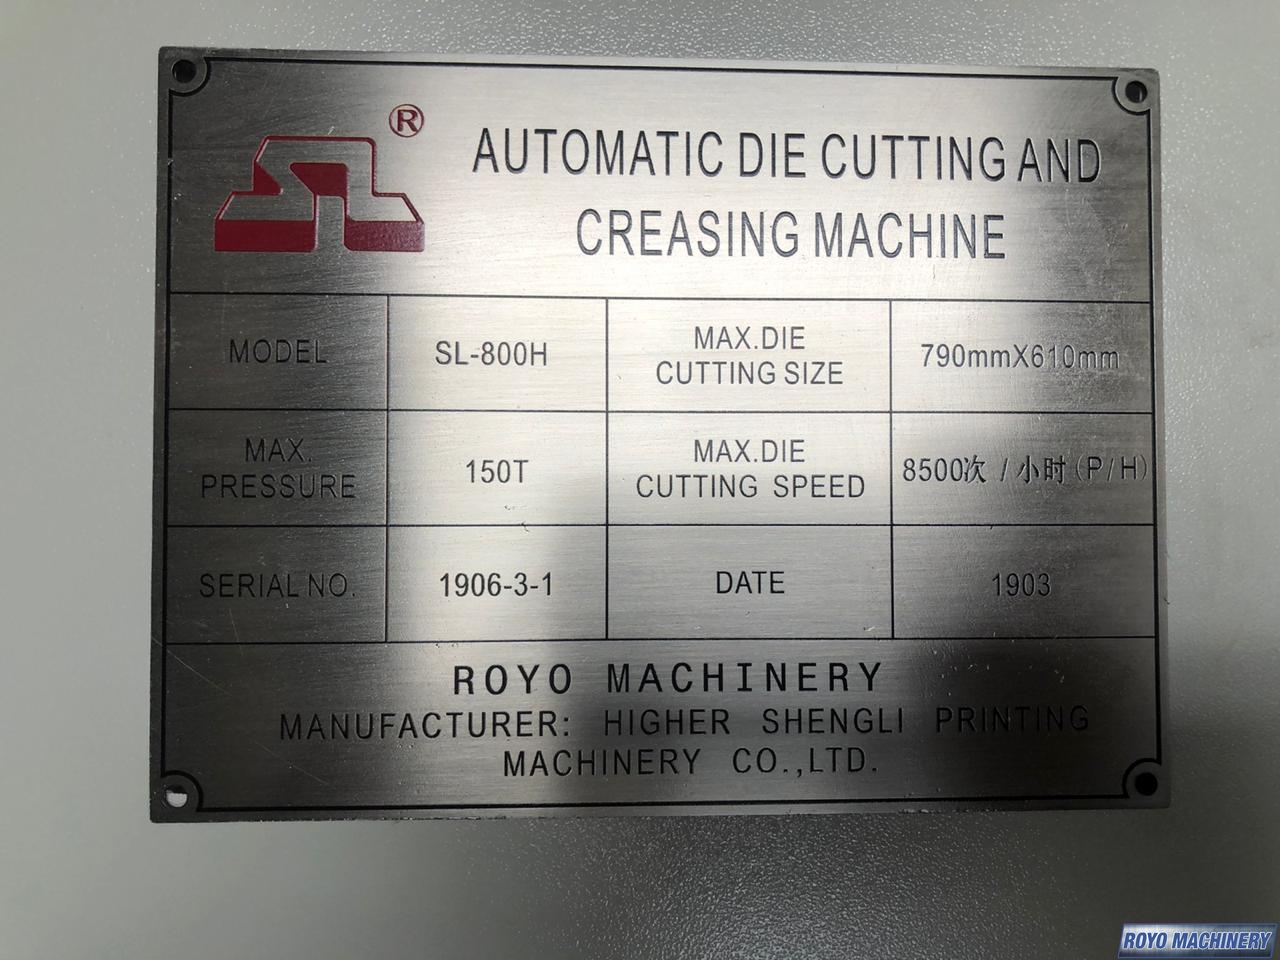 ®
AUTOMATIC DIE CUTTING AND
CREASING MACHINE
MODEL
SL-800H
MAX.DIE
CUTTING SIZE
790mmX610mm
MAX.
PRESSURE
150T
MAX.DIE
CUTTING SPEED
8500次 /小时(P/H)
SERIAL NO.
1906-3-1
DATE
1903
ROYO MACHINERY
MANUFACTURER: HIGHER SHENGLI PRINTING
MACHINERY CO.,LTD.
ROYO MACHINERY